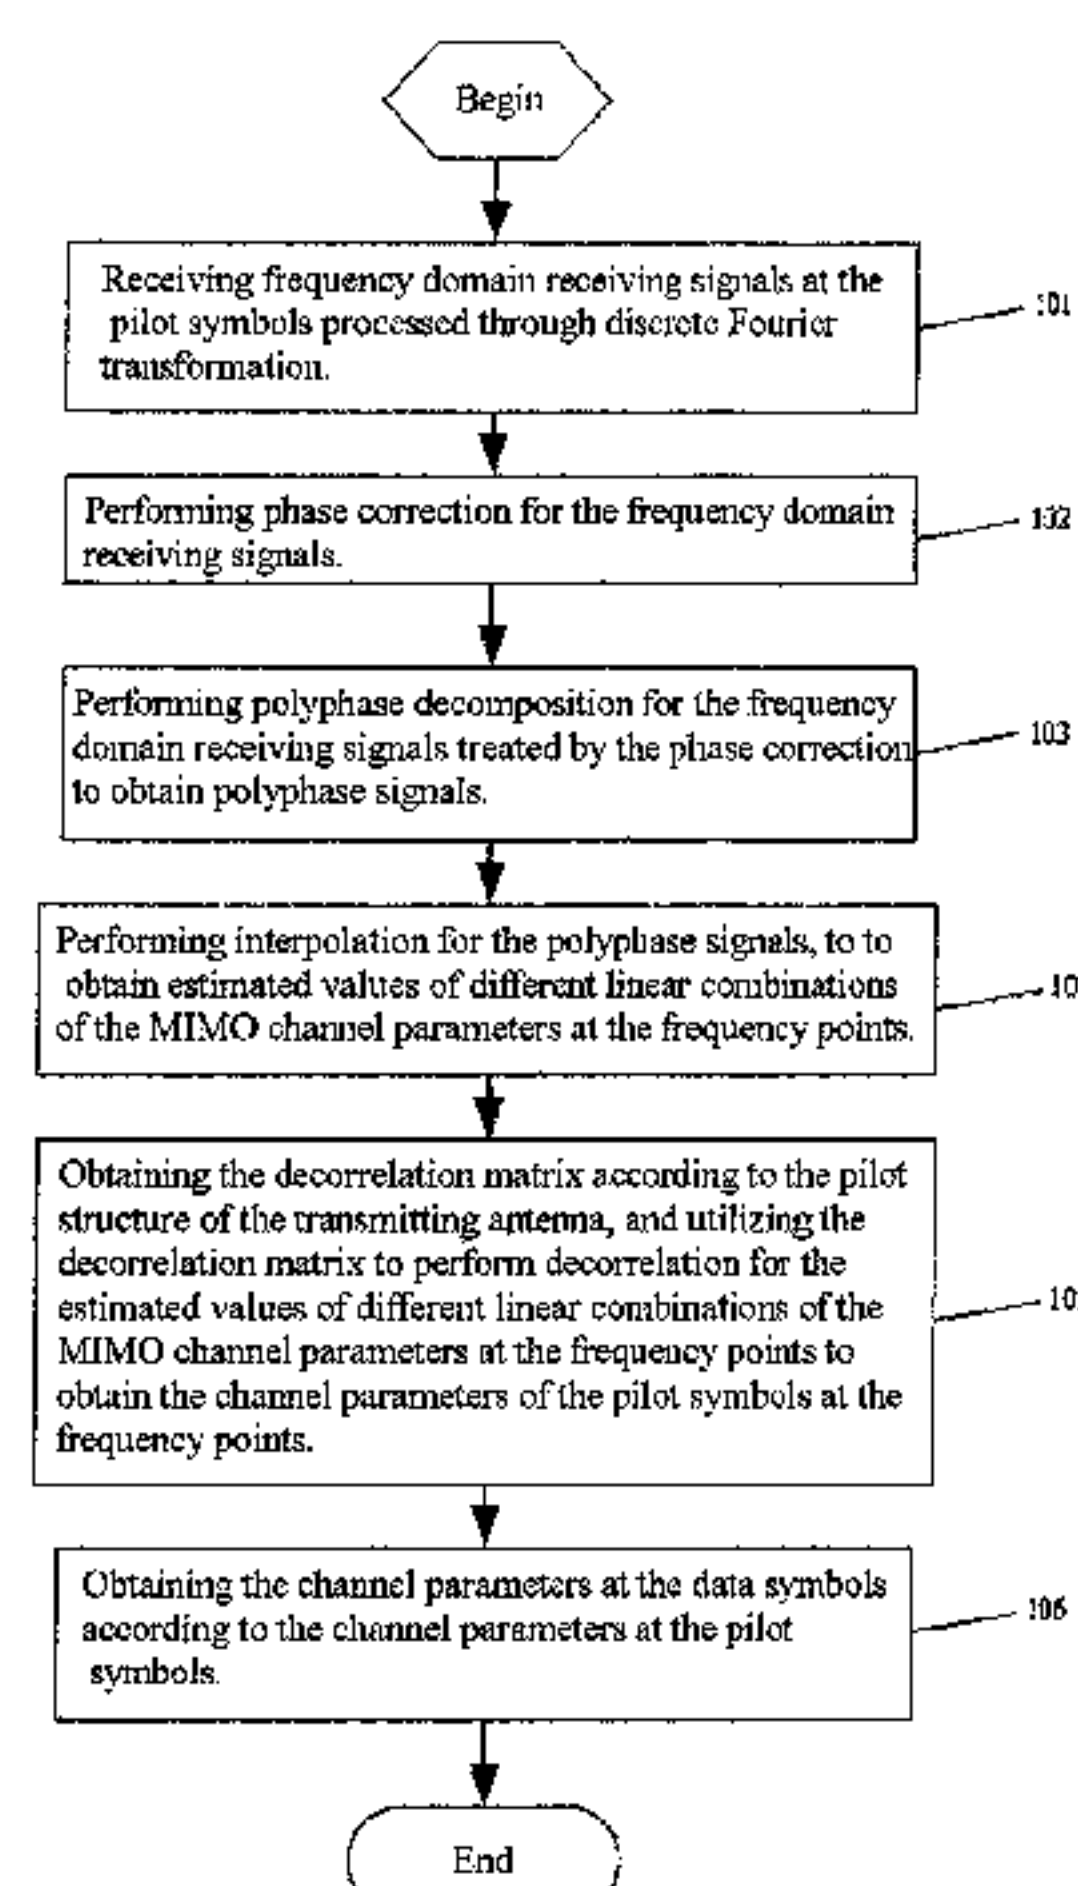 Begin
Receiving frequency domain receiving signals at the
pilot symbols processed through discrete Fourier
transformation.
101
Performing phase correction for the frequency domain
receiving signals.
102
Performing polyphase decomposition for the frequency
domain receiving signals treated by the phase correction
to obtain polyphase signals.
103
Performing interpolation for the polyphase signals, to to
obtain estimated values of different linear combinations
of the MIMO channel parameters at the frequency points.
10
Obtaining the decorrelation matrix according to the pilot
structure of the transmitting antenna, and utilizing the
decorrelation matrix to perform decorrelation for the
estimated values of different linear combinations of the
MIMO channel parameters at the frequency points to
obtain the channel parameters of the pilot symbols at the
frequency points.
10
Obtaining the channel parameters at the data symbols
according to the channel parameters at the pilot
symbols.
106
End